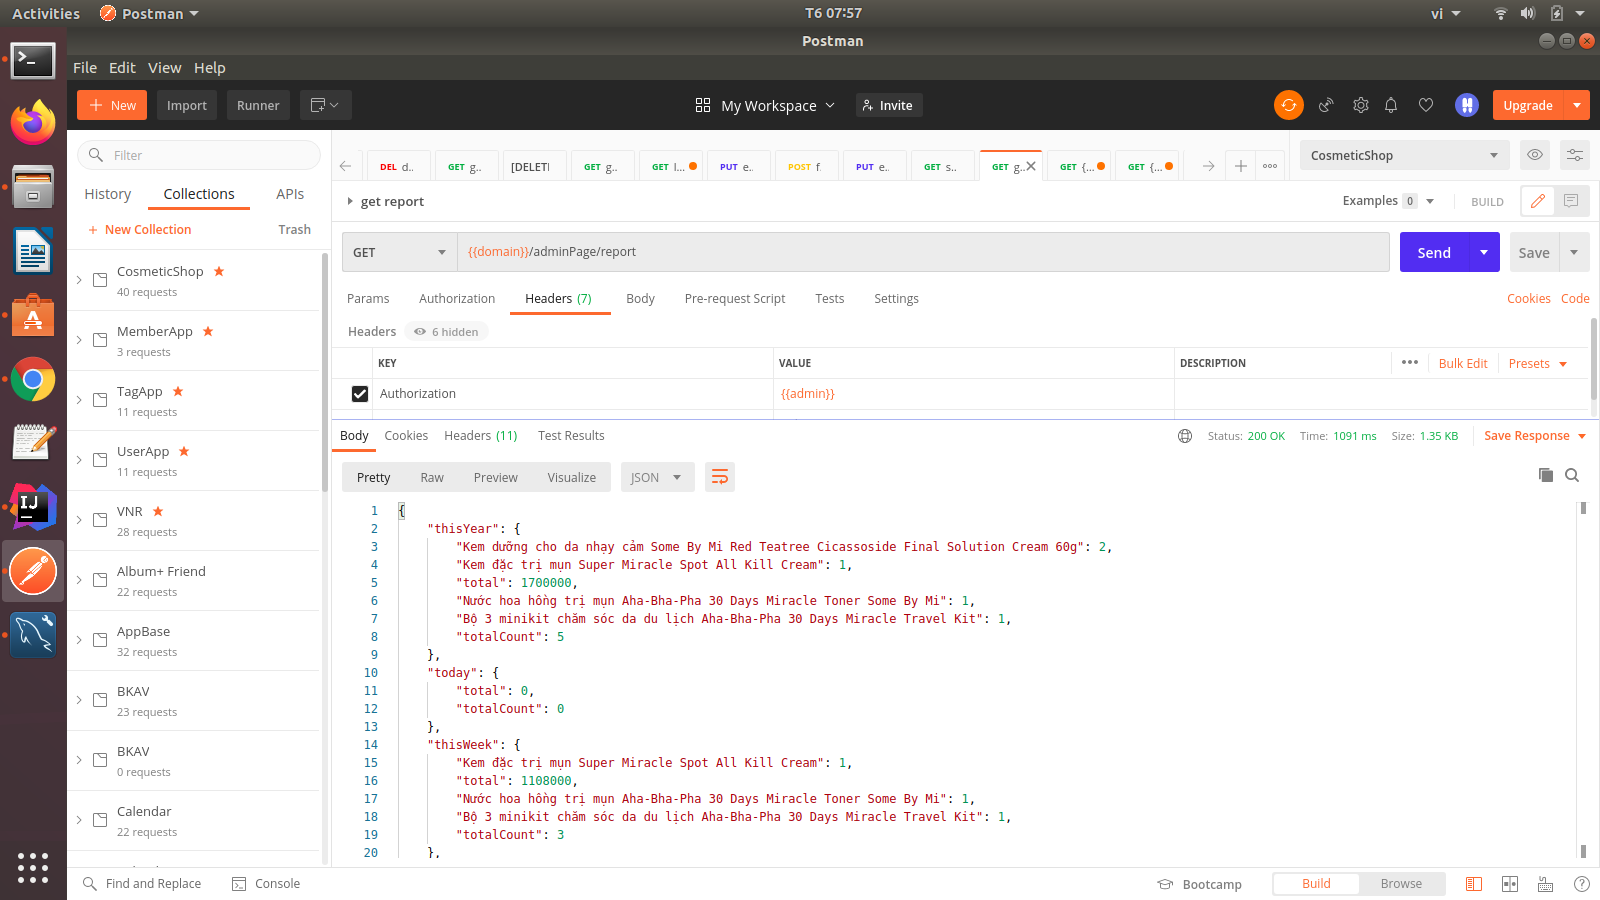 Activities Postman T6 07:57 vi
Postman
File Edit View Help
New Import Runner My Workspace Invite Upgrade
Filter
DEL d.. GET g.. [DELETI GET g.. GET l... PUT e.. POST f. PUT e.. GET s.. GET g.. GET {... GET {...
CosmeticShop
History Collections APIs
get report Examples 0 BUILD
+ New Collection Trash
GET {{domain}}/adminPage/report Send Save
CosmeticShop
40 requests
MemberApp
3 requests
TagApp
11 requests
UserApp
11 requests
VNR
28 requests
Album+ Friend
22 requests
AppBase
32 requests
BKAV
23 requests
BKAV
0 requests
Calendar
22 requests
Params Authorization Headers (7) Body Pre-request Script Tests Settings Cookies Code
Headers 6 hidden
KEY VALUE DESCRIPTION ••• Bulk Edit Presets
Authorization {{admin}}
Body Cookies Headers (11) Test Results Status: 200 OK Time: 1091 ms Size: 1.35 KB Save Response
Pretty Raw Preview Visualize JSON
1 {
2 "thisYear": {
3 "Kem dưỡng cho da nhạy cảm Some By Mi Red Teatree Cicassoside Final Solution Cream 60g": 2,
4 "Kem đặc trị mụn Super Miracle Spot All Kill Cream": 1,
5 "total": 1700000,
6 "Nước hoa hồng trị mụn Aha-Bha-Pha 30 Days Miracle Toner Some By Mi": 1,
7 "Bộ 3 minikit chăm sóc da du lịch Aha-Bha-Pha 30 Days Miracle Travel Kit": 1,
8 "totalCount": 5
9 },
10 "today": {
11 "total": 0,
12 "totalCount": 0
13 },
14 "thisWeek": {
15 "Kem đặc trị mụn Super Miracle Spot All Kill Cream": 1,
16 "total": 1108000,
17 "Nước hoa hồng trị mụn Aha-Bha-Pha 30 Days Miracle Toner Some By Mi": 1,
18 "Bộ 3 minikit chăm sóc da du lịch Aha-Bha-Pha 30 Days Miracle Travel Kit": 1,
19 "totalCount": 3
20 },
Find and Replace Console Bootcamp Build Browse